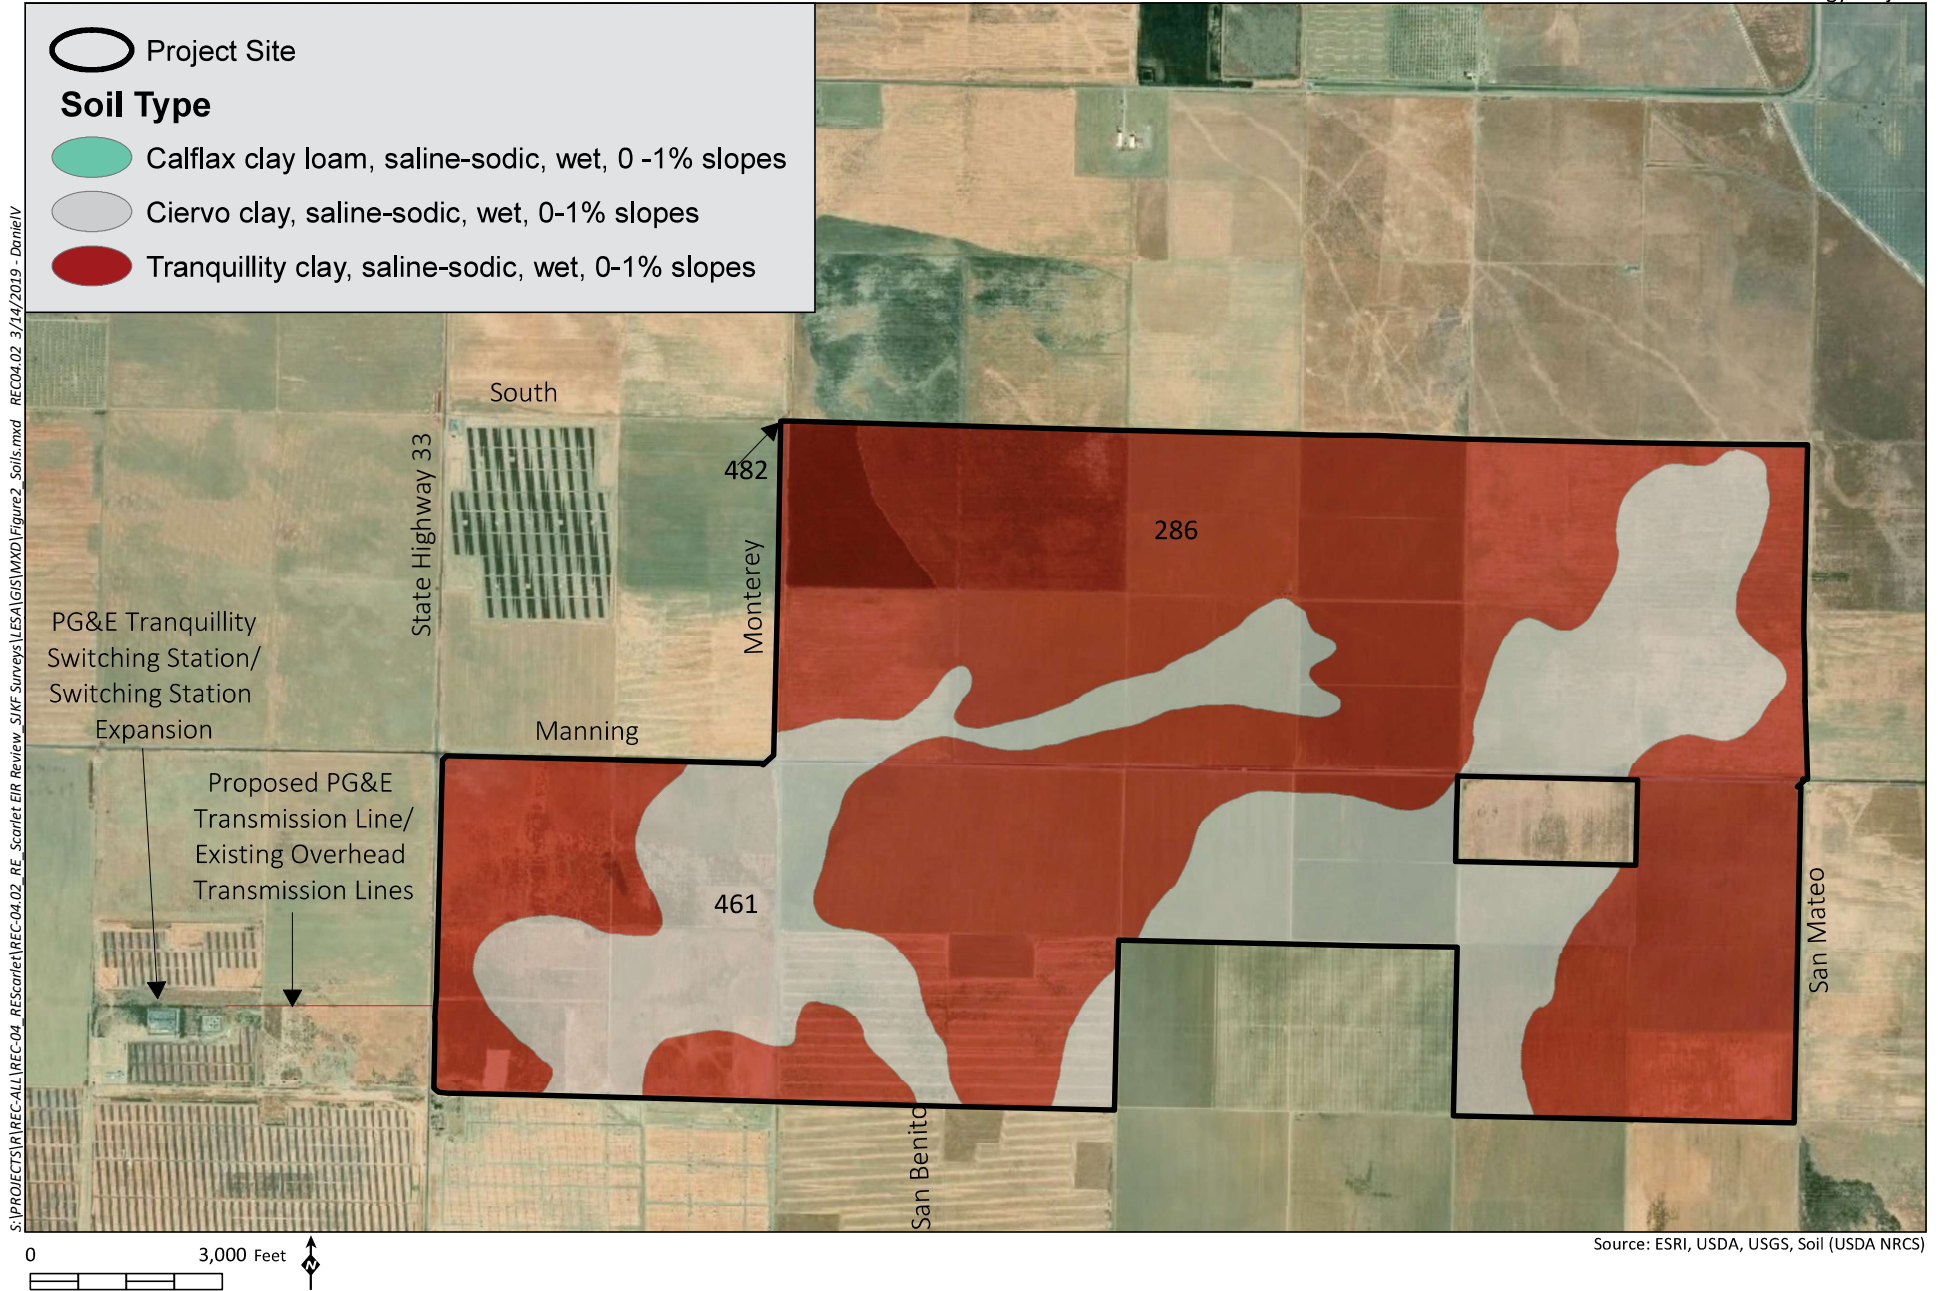 Project Site
Soil Type
Calflax clay loam, saline-sodic, wet, 0 -1% slopes
Ciervo clay, saline-sodic, wet, 0-1% slopes
Tranquillity clay, saline-sodic, wet, 0-1% slopes
South
State Highway 33
482
286
Monterey
PG&E Tranquillity
Switching Station/
Switching Station
Expansion
Manning
Proposed PG&E
Transmission Line/
Existing Overhead
Transmission Lines
461
San Mateo
San Benito
S:\PROJECTS\R\REC-ALL\REC-04_REScarlet\REC-04.02_RE_Scarlet EIR Review_SJKF Surveys\LESA\GIS\MXD\Figure2_Soils.mxd REC04.02 3/14/2019 - DanielV
0 3,000 Feet
N
Source: ESRI, USDA, USGS, Soil (USDA NRCS)